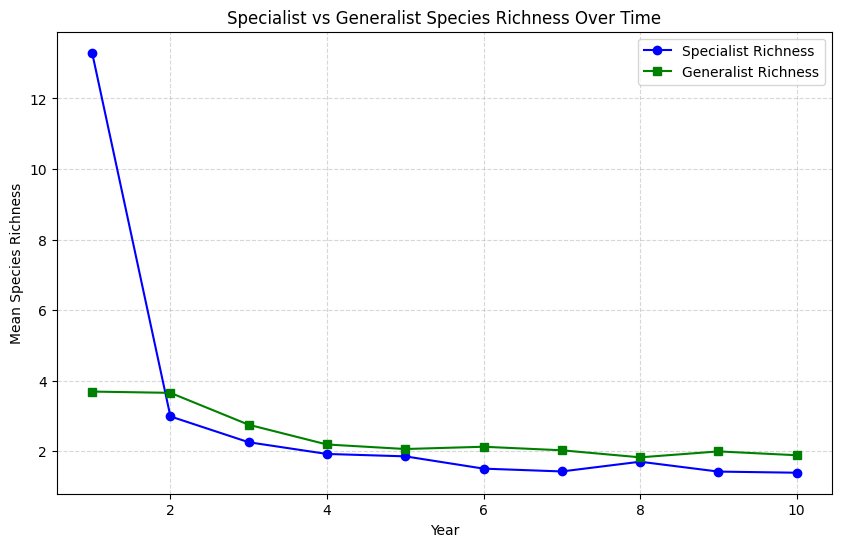 Specialist vs Generalist Species Richness Over Time
Specialist Richness
Generalist Richness
Mean Species Richness
12
10
8
6
4
2
2 4 6 8 10
Year